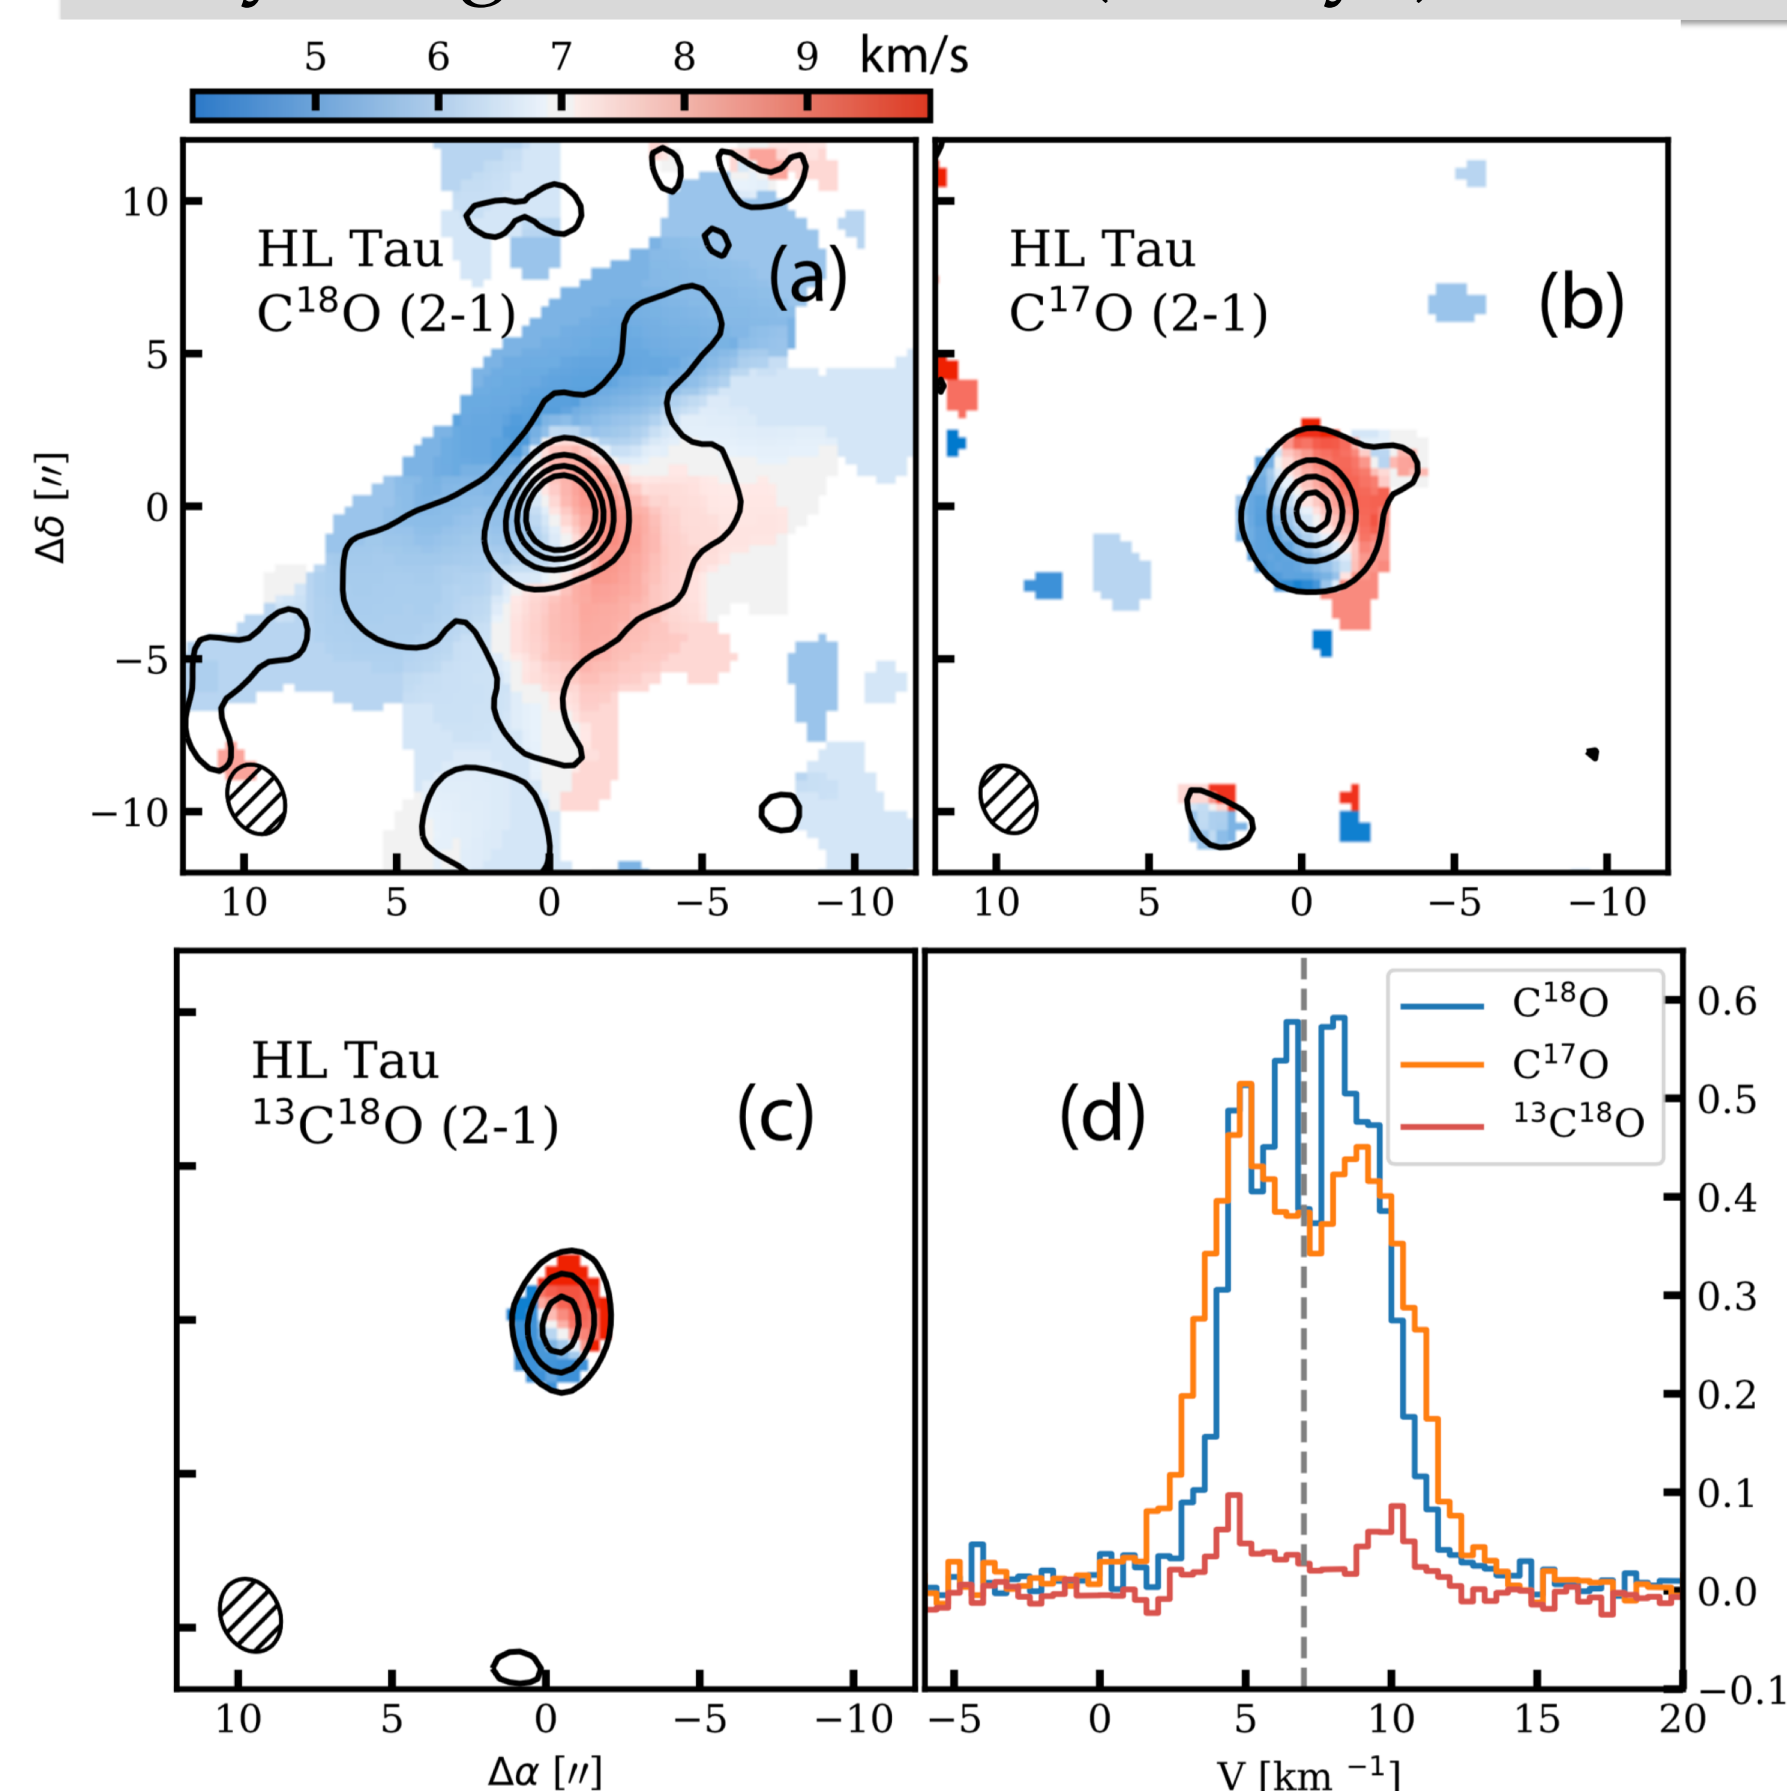 5 6 7 8 9 km/s
HL Tau
C¹⁸O (2-1)
(a)
10
5
0
−5
−10
Δδ [″]
10 5 0 −5 −10
HL Tau
C¹⁷O (2-1)
(b)
10 5 0 −5 −10
HL Tau
¹³C¹⁸O (2-1)
(c)
10 5 0 −5 −10
Δα [″]
(d)
C¹⁸O
C¹⁷O
¹³C¹⁸O
0.6
0.5
0.4
0.3
0.2
0.1
0.0
−0.1
−5 0 5 10 15 20
V [km ⁻¹]